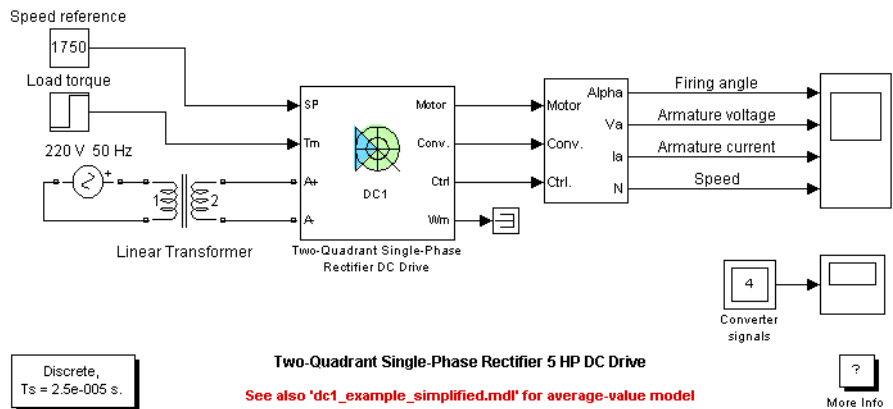 Speed reference
1750
Load torque
220 V 50 Hz
+
1
2
Linear Transformer
SP
Tm
A+
A-
Motor
Conv.
Ctrl
Wm
DC1
Two-Quadrant Single-Phase
Rectifier DC Drive
Motor
Conv.
Ctrl.
Alpha
Va
Ia
N
Firing angle
Armature voltage
Armature current
Speed
4
Converter
signals
Discrete,
Ts = 2.5e-005 s.
Two-Quadrant Single-Phase Rectifier 5 HP DC Drive
See also 'dc1_example_simplified.mdl' for average-value model
?
More Info